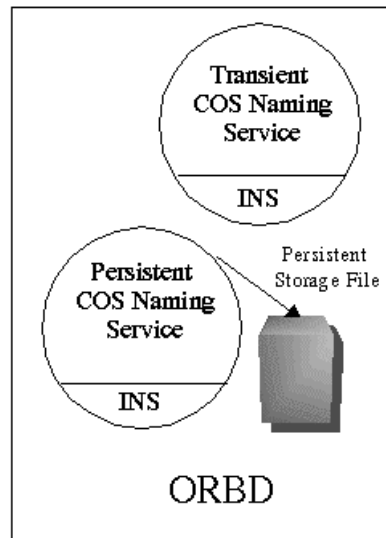 Transient
COS Naming
Service
INS
Persistent
Storage File
Persistent
COS Naming
Service
INS
ORBD